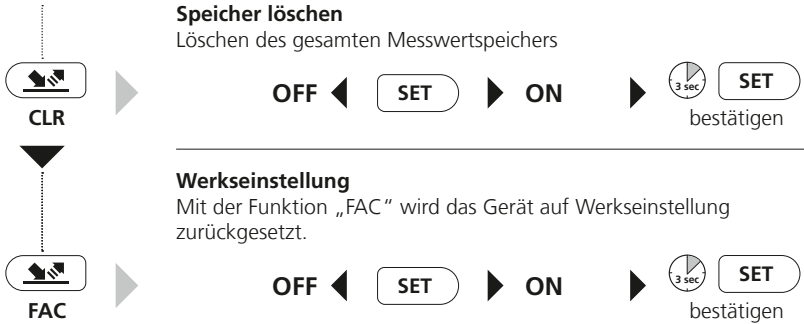 Speicher löschen
Löschen des gesamten Messwertspeichers
CLR
OFF SET ON 3 sec SET
bestätigen
Werkseinstellung
Mit der Funktion „FAC“ wird das Gerät auf Werkseinstellung
zurückgesetzt.
FAC
OFF SET ON 3 sec SET
bestätigen